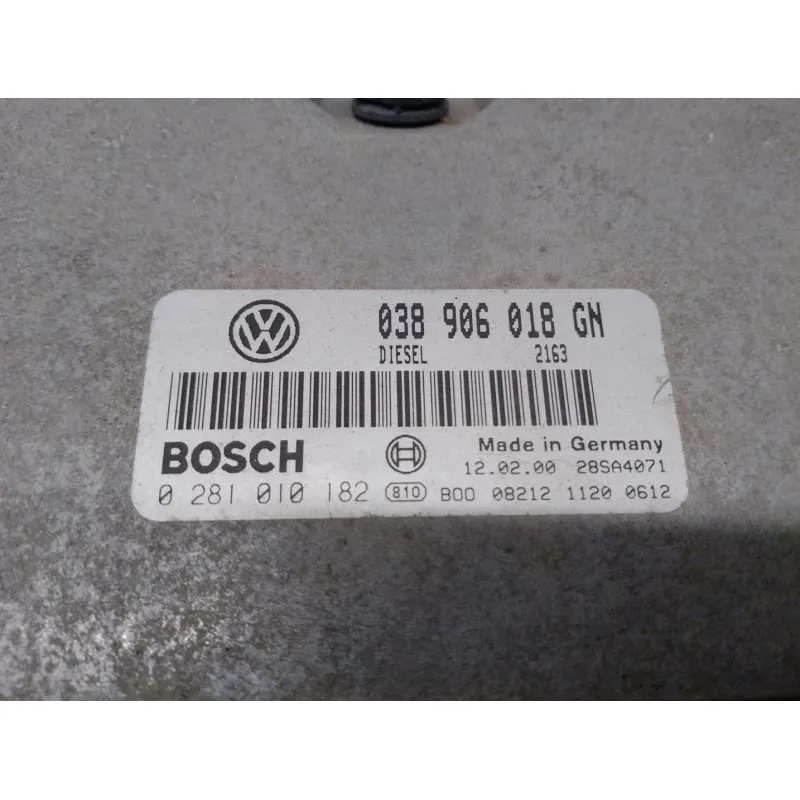 VW 038 906 018 GN
DIESEL 2163
BOSCH Made in Germany
12.02.00 28SA4071
0 281 010 182 810 B00 08212 1120 0612